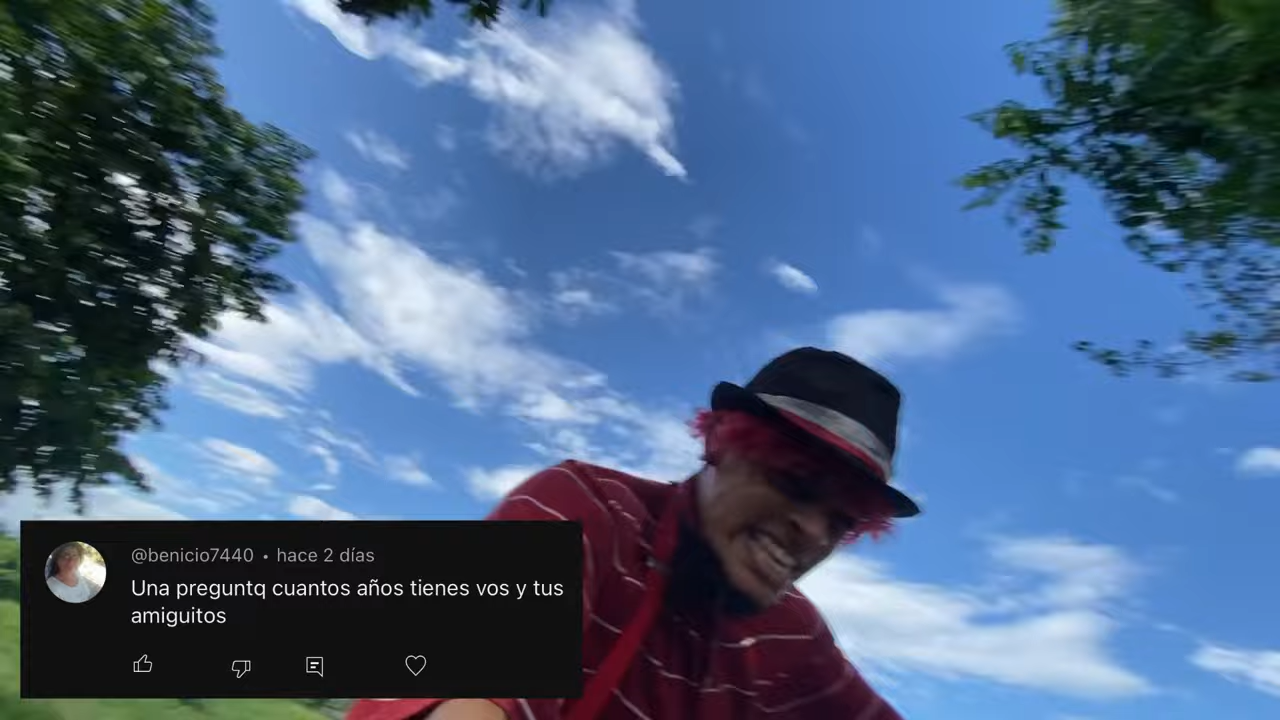 @benicio7440 • hace 2 días
Una preguntq cuantos años tienes vos y tus
amiguitos